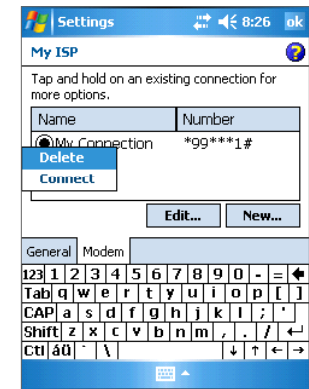 Settings 8:26 ok
My ISP ?
Tap and hold on an existing connection for
more options.
Name Number
My Connection *99***1#
Delete
Connect
Edit... New...
General Modem
123 1 2 3 4 5 6 7 8 9 0 - =
Tab q w e r t y u i o p [ ]
CAP a s d f g h j k l ; '
Shift z x c v b n m , . /
Ctl áü ` \